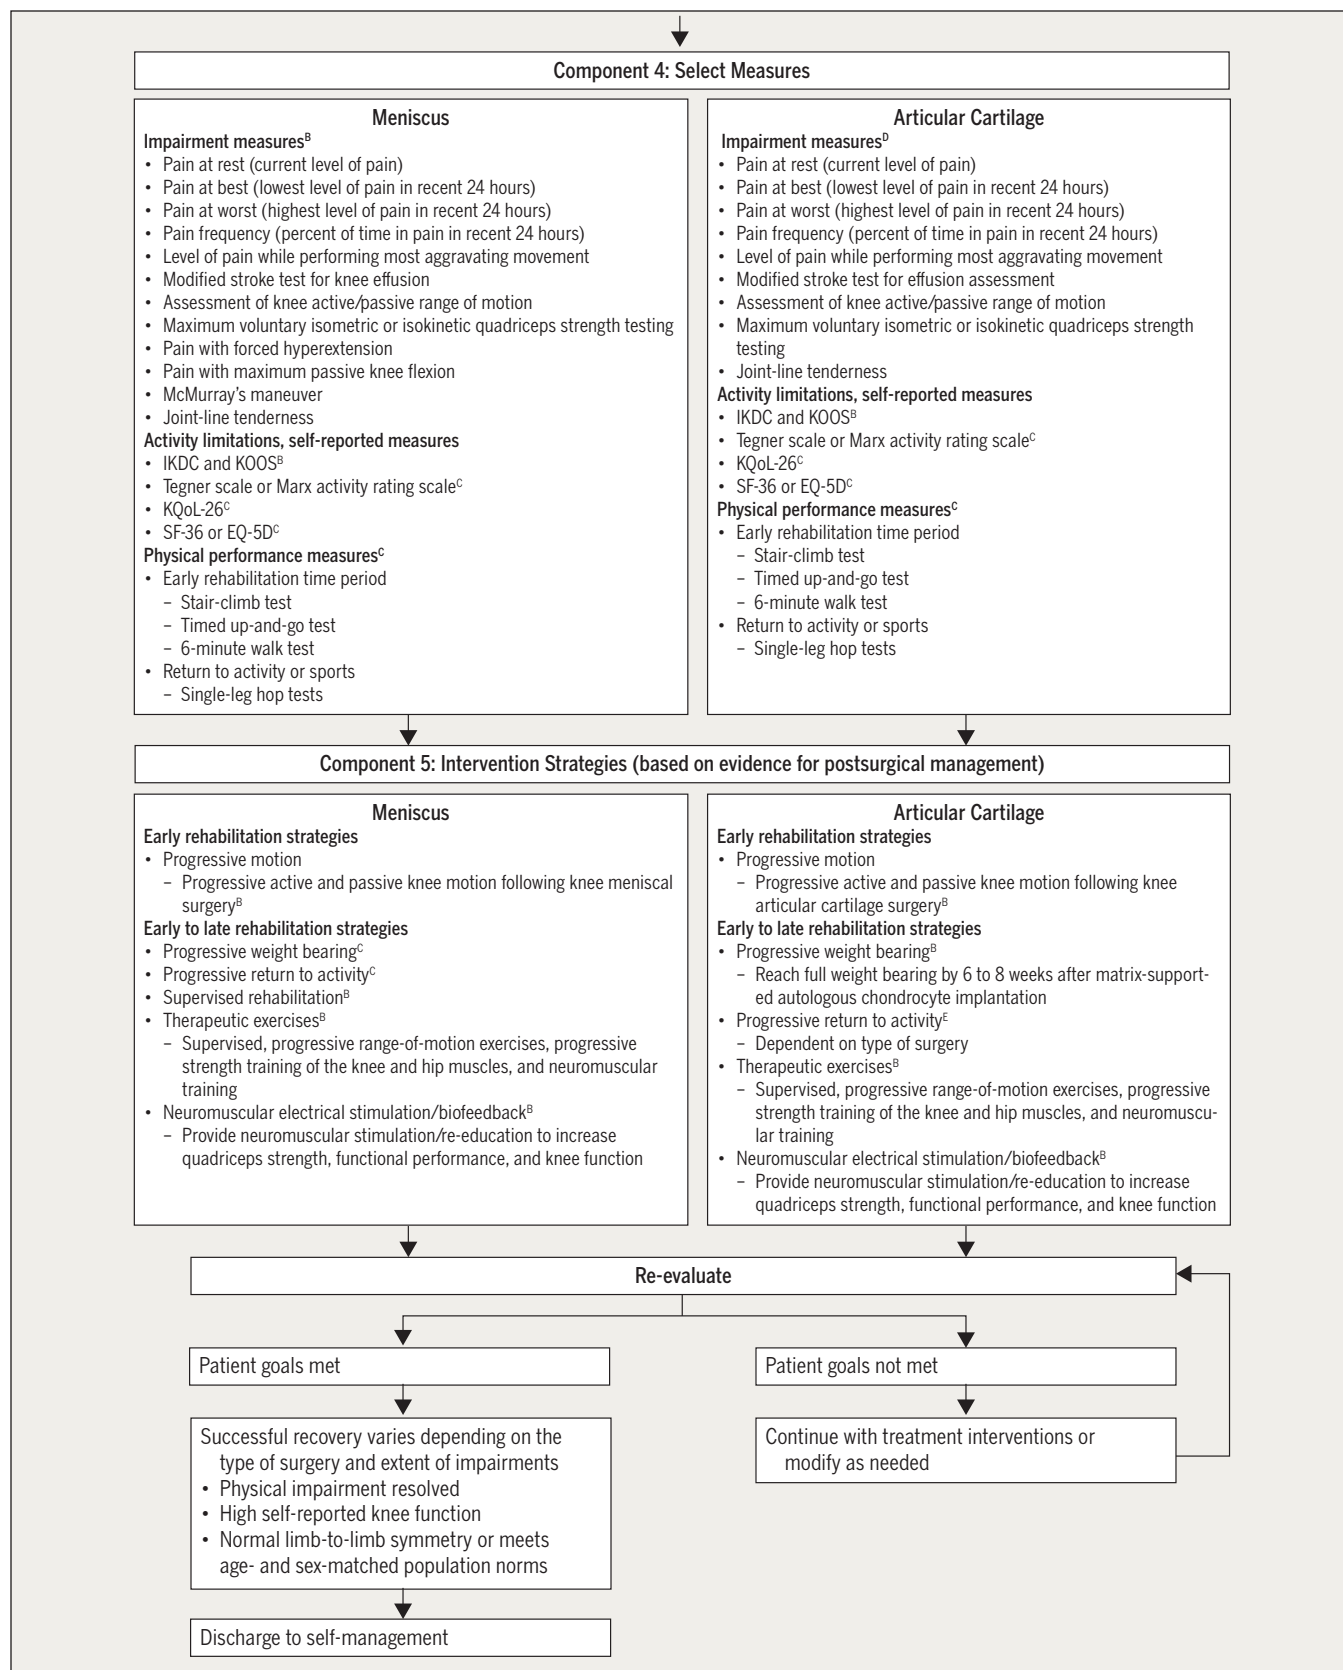 Component 4: Select Measures
Meniscus
Impairment measuresB
• Pain at rest (current level of pain)
• Pain at best (lowest level of pain in recent 24 hours)
• Pain at worst (highest level of pain in recent 24 hours)
• Pain frequency (percent of time in pain in recent 24 hours)
• Level of pain while performing most aggravating movement
• Modified stroke test for knee effusion
• Assessment of knee active/passive range of motion
• Maximum voluntary isometric or isokinetic quadriceps strength testing
• Pain with forced hyperextension
• Pain with maximum passive knee flexion
• McMurray's maneuver
• Joint-line tenderness
Activity limitations, self-reported measures
• IKDC and KOOSB
• Tegner scale or Marx activity rating scaleC
• KQoL-26C
• SF-36 or EQ-5DC
Physical performance measuresC
• Early rehabilitation time period
– Stair-climb test
– Timed up-and-go test
– 6-minute walk test
• Return to activity or sports
– Single-leg hop tests
Articular Cartilage
Impairment measuresD
• Pain at rest (current level of pain)
• Pain at best (lowest level of pain in recent 24 hours)
• Pain at worst (highest level of pain in recent 24 hours)
• Pain frequency (percent of time in pain in recent 24 hours)
• Level of pain while performing most aggravating movement
• Modified stroke test for effusion assessment
• Assessment of knee active/passive range of motion
• Maximum voluntary isometric or isokinetic quadriceps strength
testing
• Joint-line tenderness
Activity limitations, self-reported measures
• IKDC and KOOSB
• Tegner scale or Marx activity rating scaleC
• KQoL-26C
• SF-36 or EQ-5DC
Physical performance measuresC
• Early rehabilitation time period
– Stair-climb test
– Timed up-and-go test
– 6-minute walk test
• Return to activity or sports
– Single-leg hop tests
Component 5: Intervention Strategies (based on evidence for postsurgical management)
Meniscus
Early rehabilitation strategies
• Progressive motion
– Progressive active and passive knee motion following knee meniscal
surgeryB
Early to late rehabilitation strategies
• Progressive weight bearingC
• Progressive return to activityC
• Supervised rehabilitationB
• Therapeutic exercisesB
– Supervised, progressive range-of-motion exercises, progressive
strength training of the knee and hip muscles, and neuromuscular
training
• Neuromuscular electrical stimulation/biofeedbackB
– Provide neuromuscular stimulation/re-education to increase
quadriceps strength, functional performance, and knee function
Articular Cartilage
Early rehabilitation strategies
• Progressive motion
– Progressive active and passive knee motion following knee
articular cartilage surgeryB
Early to late rehabilitation strategies
• Progressive weight bearingB
– Reach full weight bearing by 6 to 8 weeks after matrix-support-
ed autologous chondrocyte implantation
• Progressive return to activityE
– Dependent on type of surgery
• Therapeutic exercisesB
– Supervised, progressive range-of-motion exercises, progressive
strength training of the knee and hip muscles, and neuromuscu-
lar training
• Neuromuscular electrical stimulation/biofeedbackB
– Provide neuromuscular stimulation/re-education to increase
quadriceps strength, functional performance, and knee function
Re-evaluate
Patient goals met
Successful recovery varies depending on the
type of surgery and extent of impairments
• Physical impairment resolved
• High self-reported knee function
• Normal limb-to-limb symmetry or meets
age- and sex-matched population norms
Discharge to self-management
Patient goals not met
Continue with treatment interventions or
modify as needed